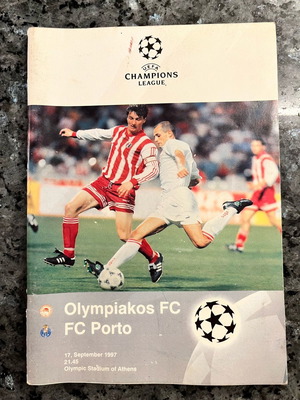 UEFA
CHAMPIONS
LEAGUE
Olympiakos FC
FC Porto
17, September 1997
21.45
Olympic Stadium of Athens